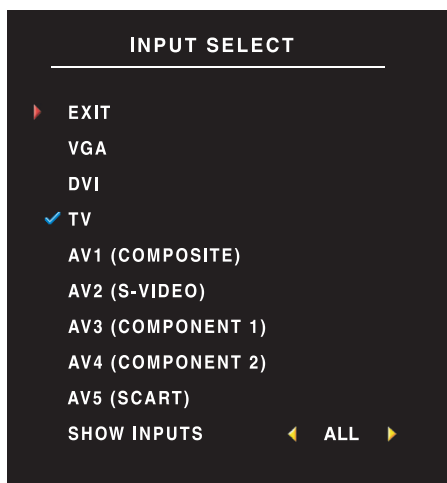 INPUT SELECT
EXIT
VGA
DVI
TV
AV1 (COMPOSITE)
AV2 (S-VIDEO)
AV3 (COMPONENT 1)
AV4 (COMPONENT 2)
AV5 (SCART)
SHOW INPUTS ALL